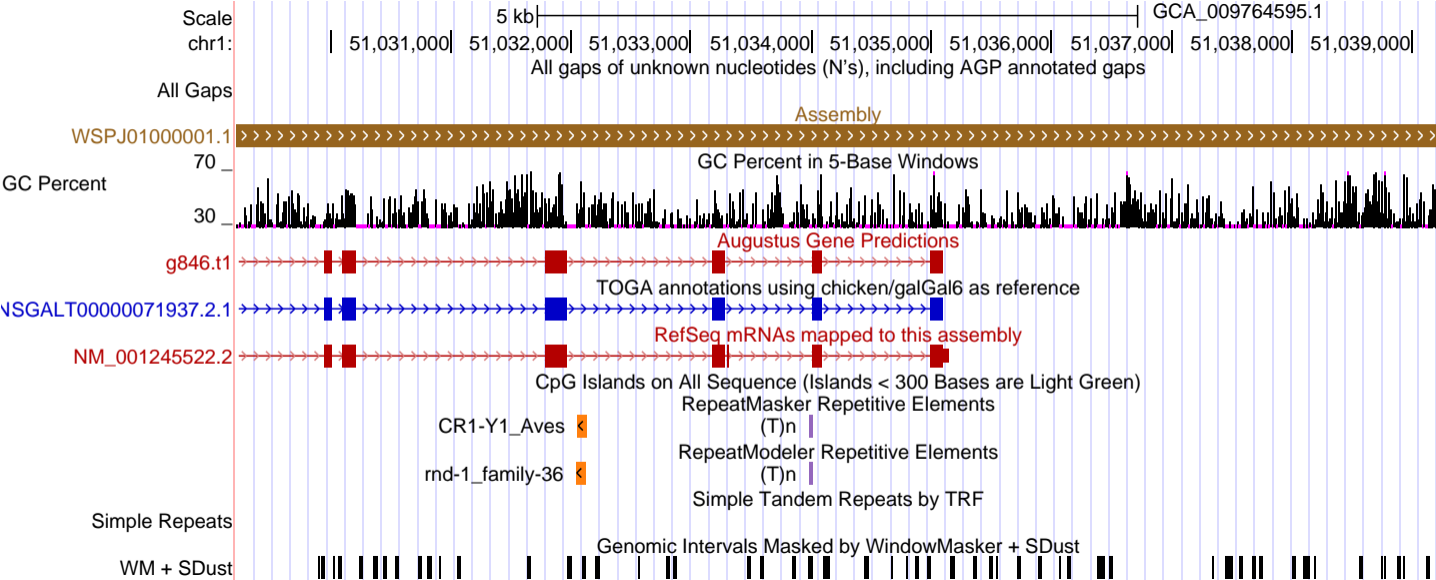 Scale 5 kb GCA_009764595.1
chr1: 51,031,000 51,032,000 51,033,000 51,034,000 51,035,000 51,036,000 51,037,000 51,038,000 51,039,000
All gaps of unknown nucleotides (N's), including AGP annotated gaps
All Gaps
Assembly
WSPJ01000001.1
GC Percent in 5-Base Windows
70
GC Percent
30
Augustus Gene Predictions
g846.t1
TOGA annotations using chicken/galGal6 as reference
NSGALT00000071937.2.1
RefSeq mRNAs mapped to this assembly
NM_001245522.2
CpG Islands on All Sequence (Islands < 300 Bases are Light Green)
RepeatMasker Repetitive Elements
CR1-Y1_Aves (T)n
RepeatModeler Repetitive Elements
rnd-1_family-36 (T)n
Simple Tandem Repeats by TRF
Simple Repeats
Genomic Intervals Masked by WindowMasker + SDust
WM + SDust